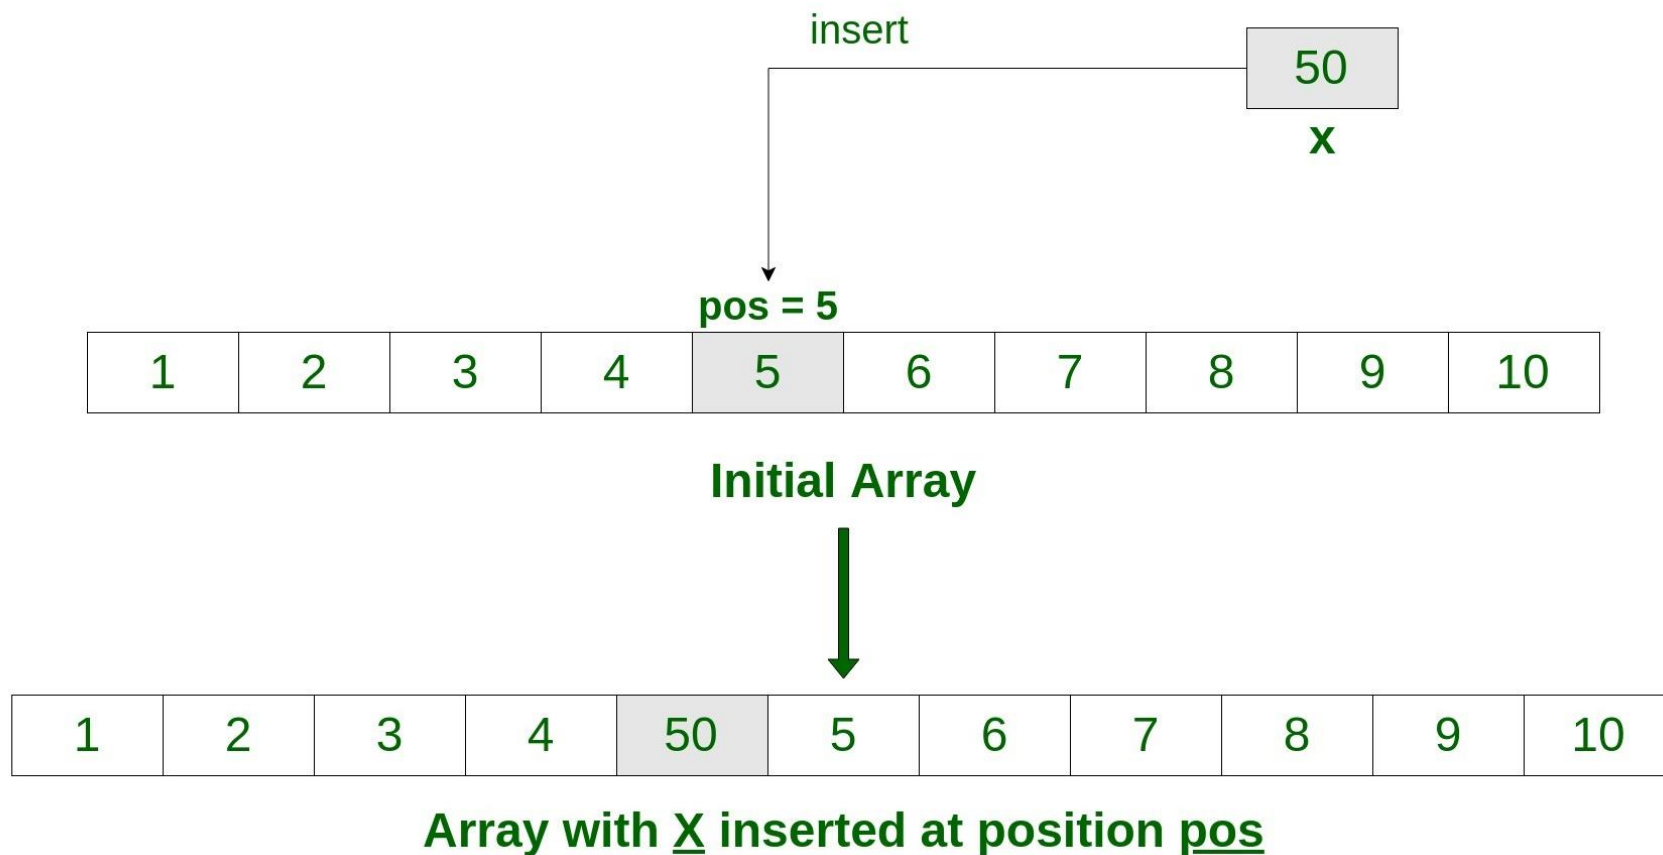 insert
50
x
pos = 5
1 2 3 4 5 6 7 8 9 10
Initial Array
1 2 3 4 50 5 6 7 8 9 10
Array with X inserted at position pos